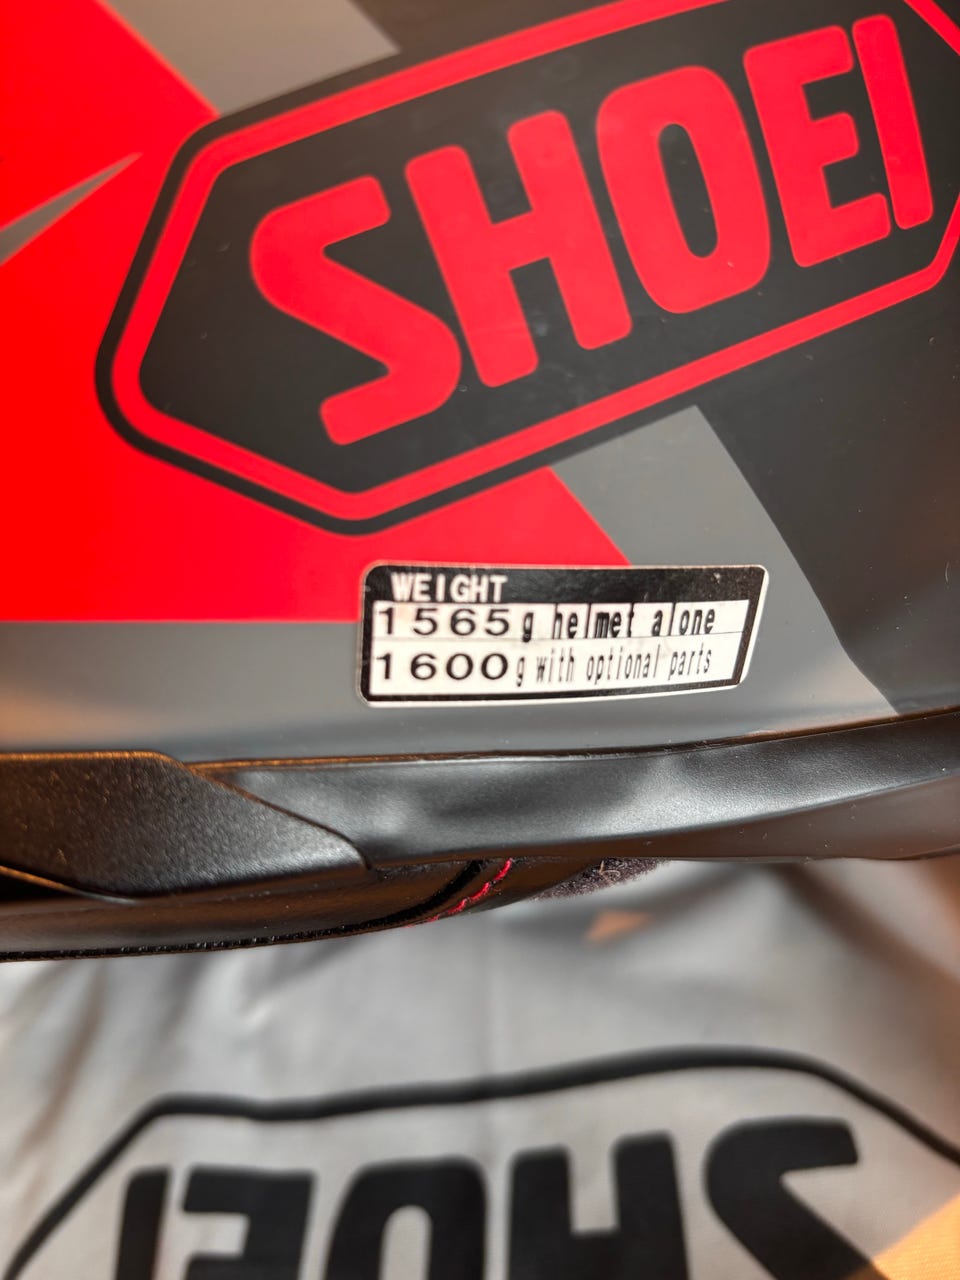 SHOEI
WEIGHT
1565g helmet alone
1600g with optional parts
SHOEI